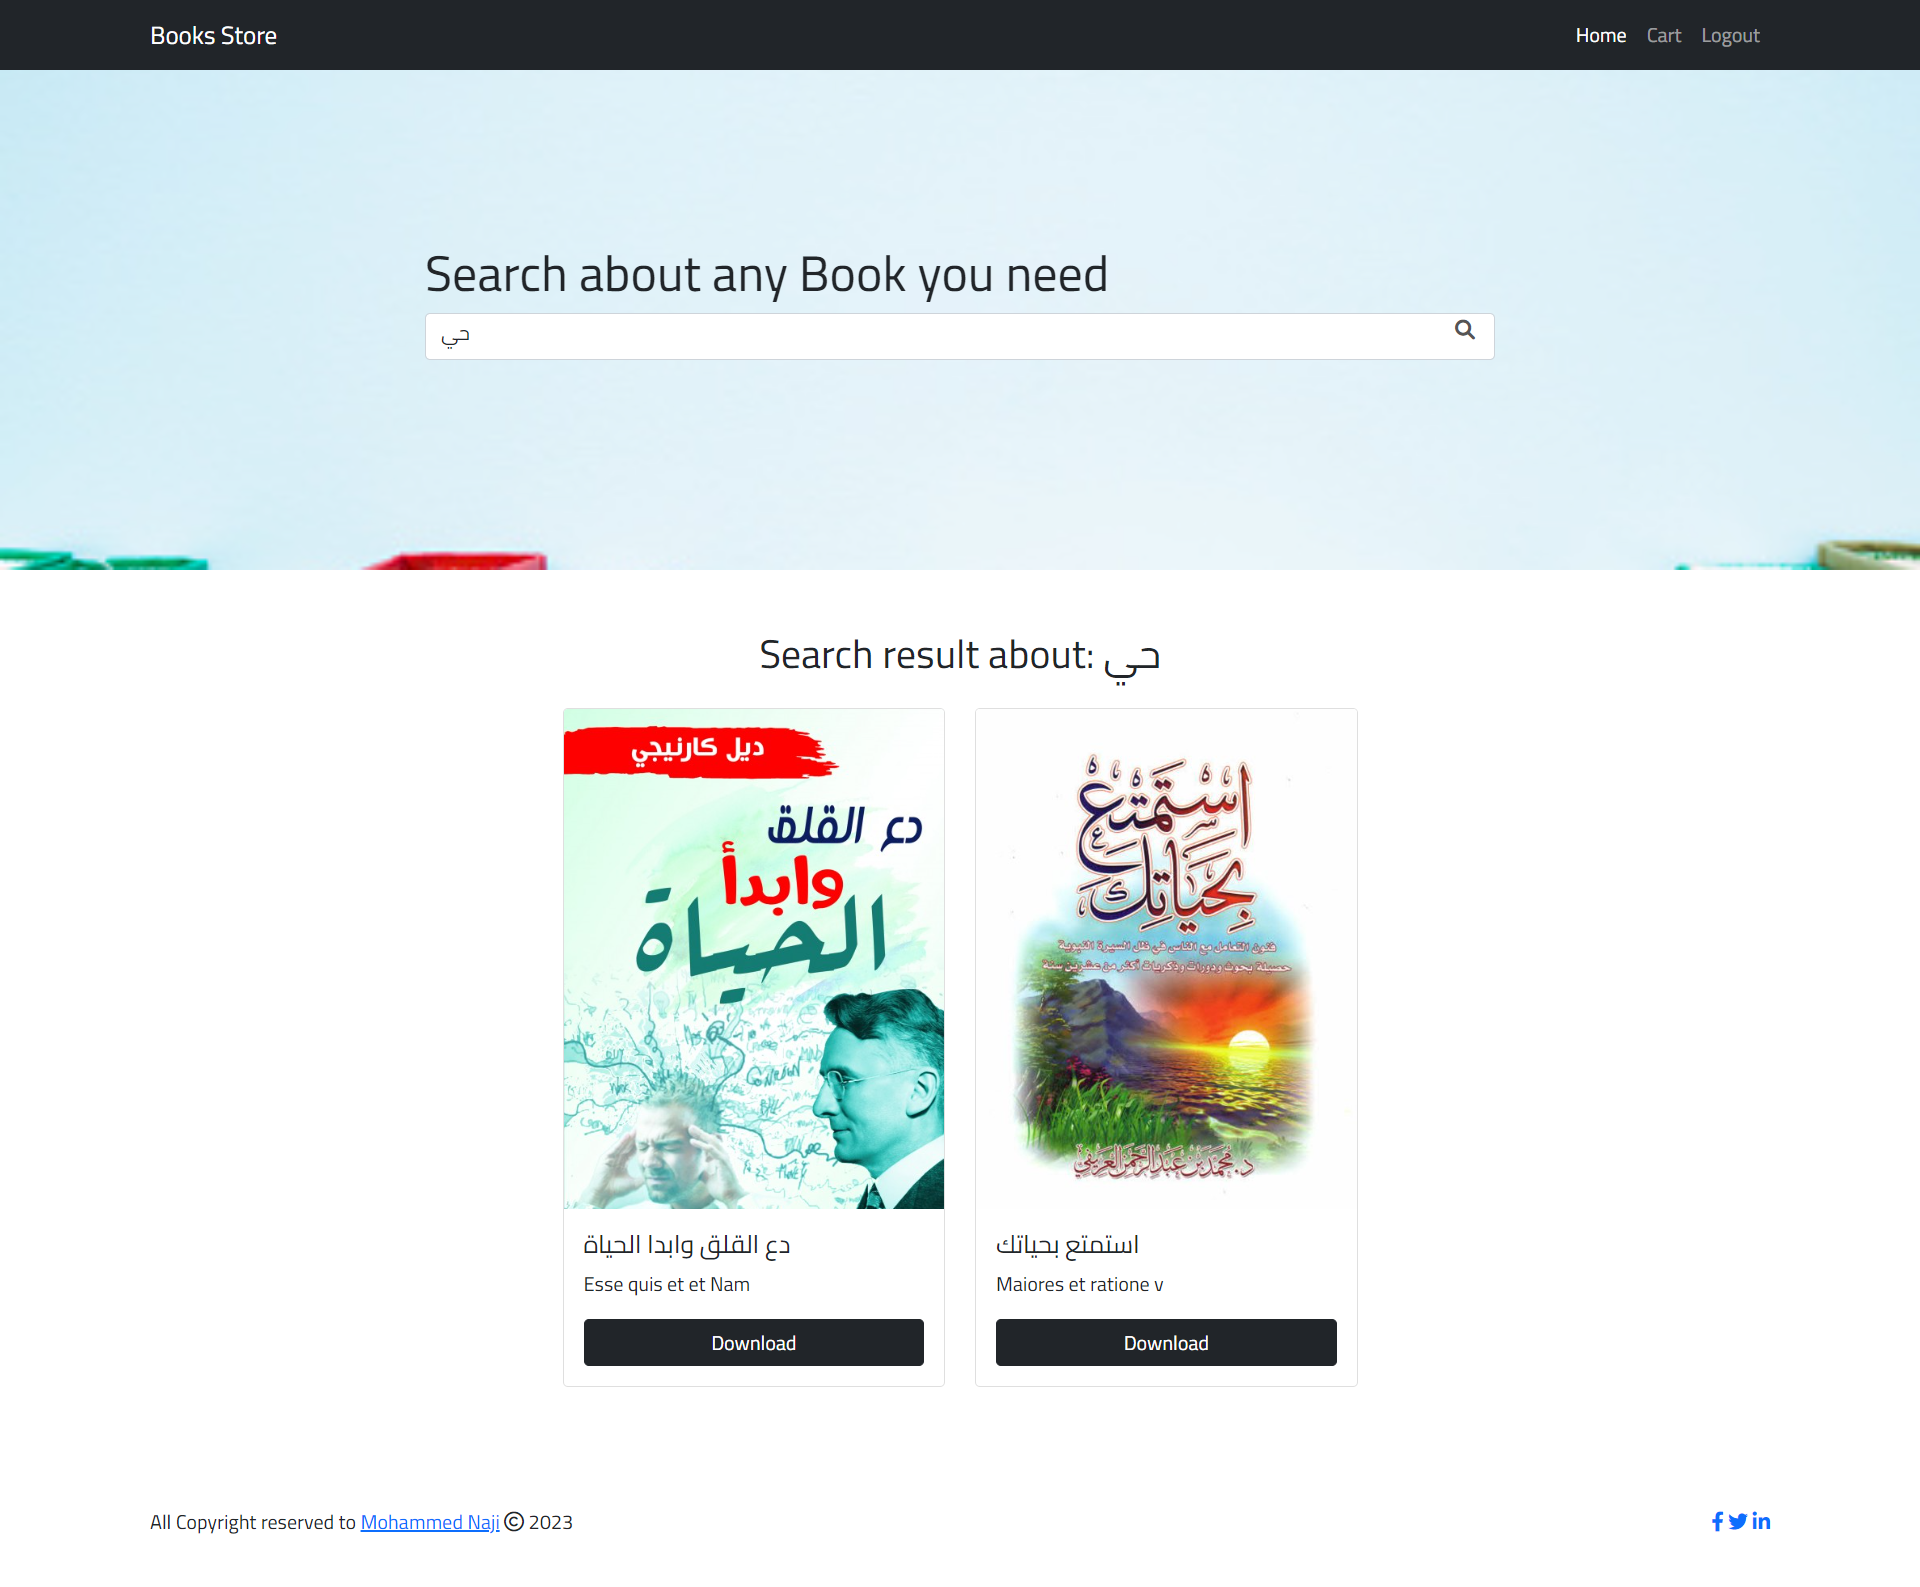 Books Store
Home
Cart
Logout
Search about any Book you need
حي
Search result about: حي
ديل كارنيجي
دع القلق
وابدأ
الحياة
دع القلق وابدا الحياة
Esse quis et et Nam
Download
استمتع
بحياتك
فنون التعامل مع الناس في ظل السيرة النبوية
حصيلة بحوث ودورات وذكريات أكثر من عشرين سنة
د. محمد بن عبد الرحمن العريفي
استمتع بحياتك
Maiores et ratione v
Download
All Copyright reserved to Mohammed Naji © 2023